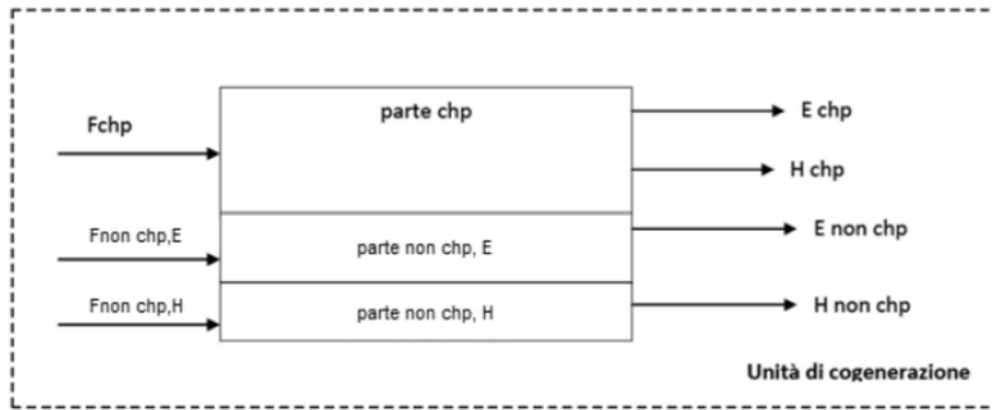 parte chp
Fchp
E chp
H chp
Fnon chp,E
parte non chp, E
E non chp
Fnon chp,H
parte non chp, H
H non chp
Unità di cogenerazione